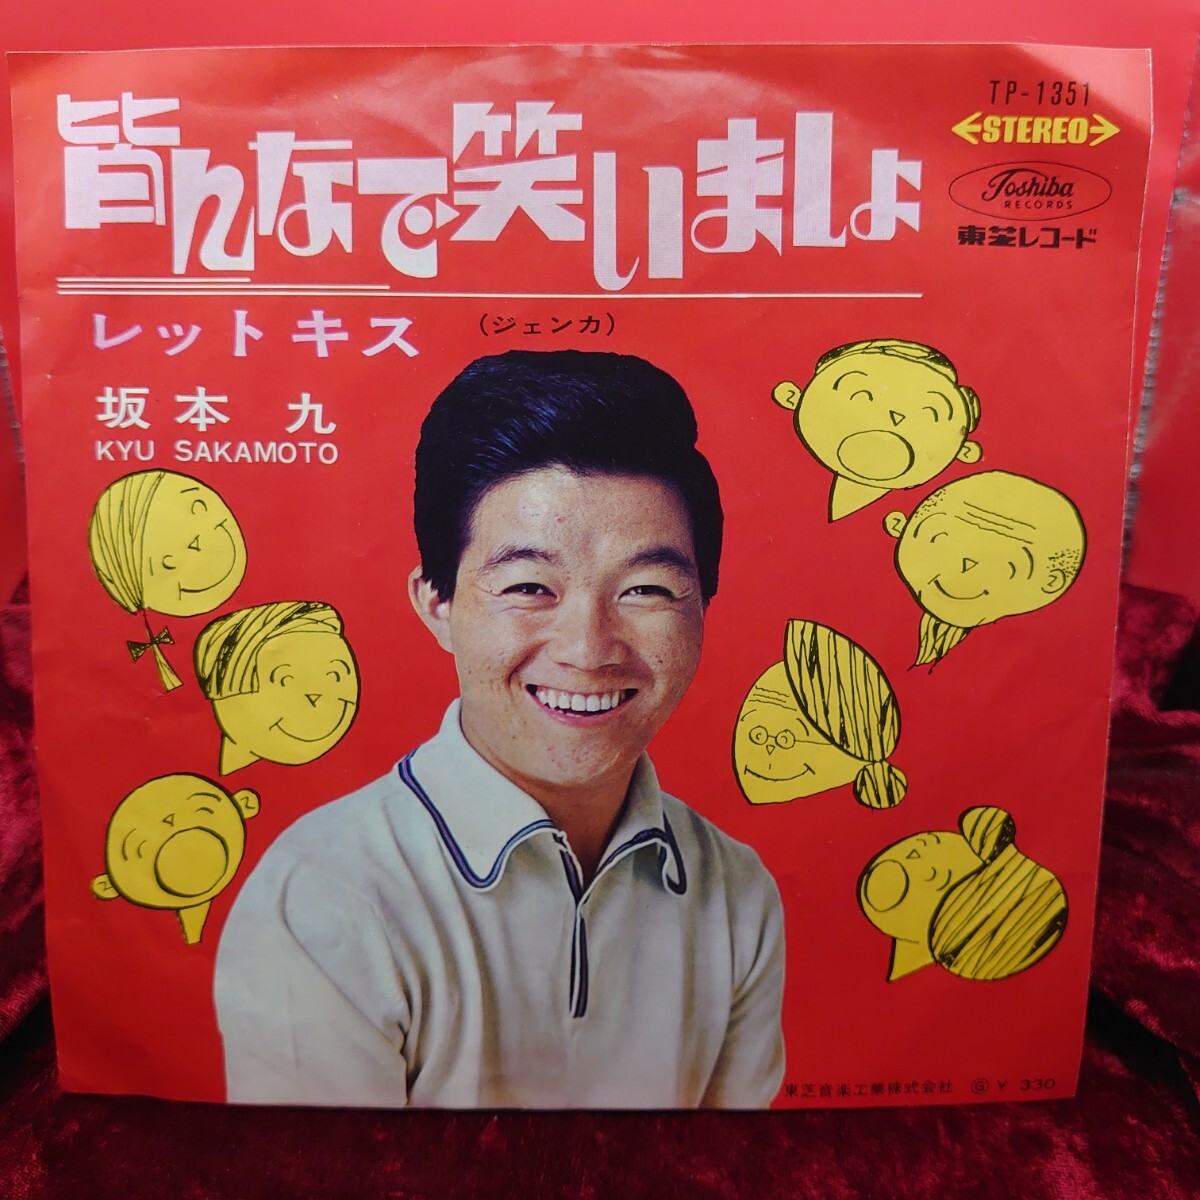 TP-1351
STEREO
Toshiba
RECORDS
東芝レコード
皆んなで笑いましょ
レットキス (ジェンカ)
坂本 九
KYU SAKAMOTO
東芝音楽工業株式会社 Ⓖ ¥ 330